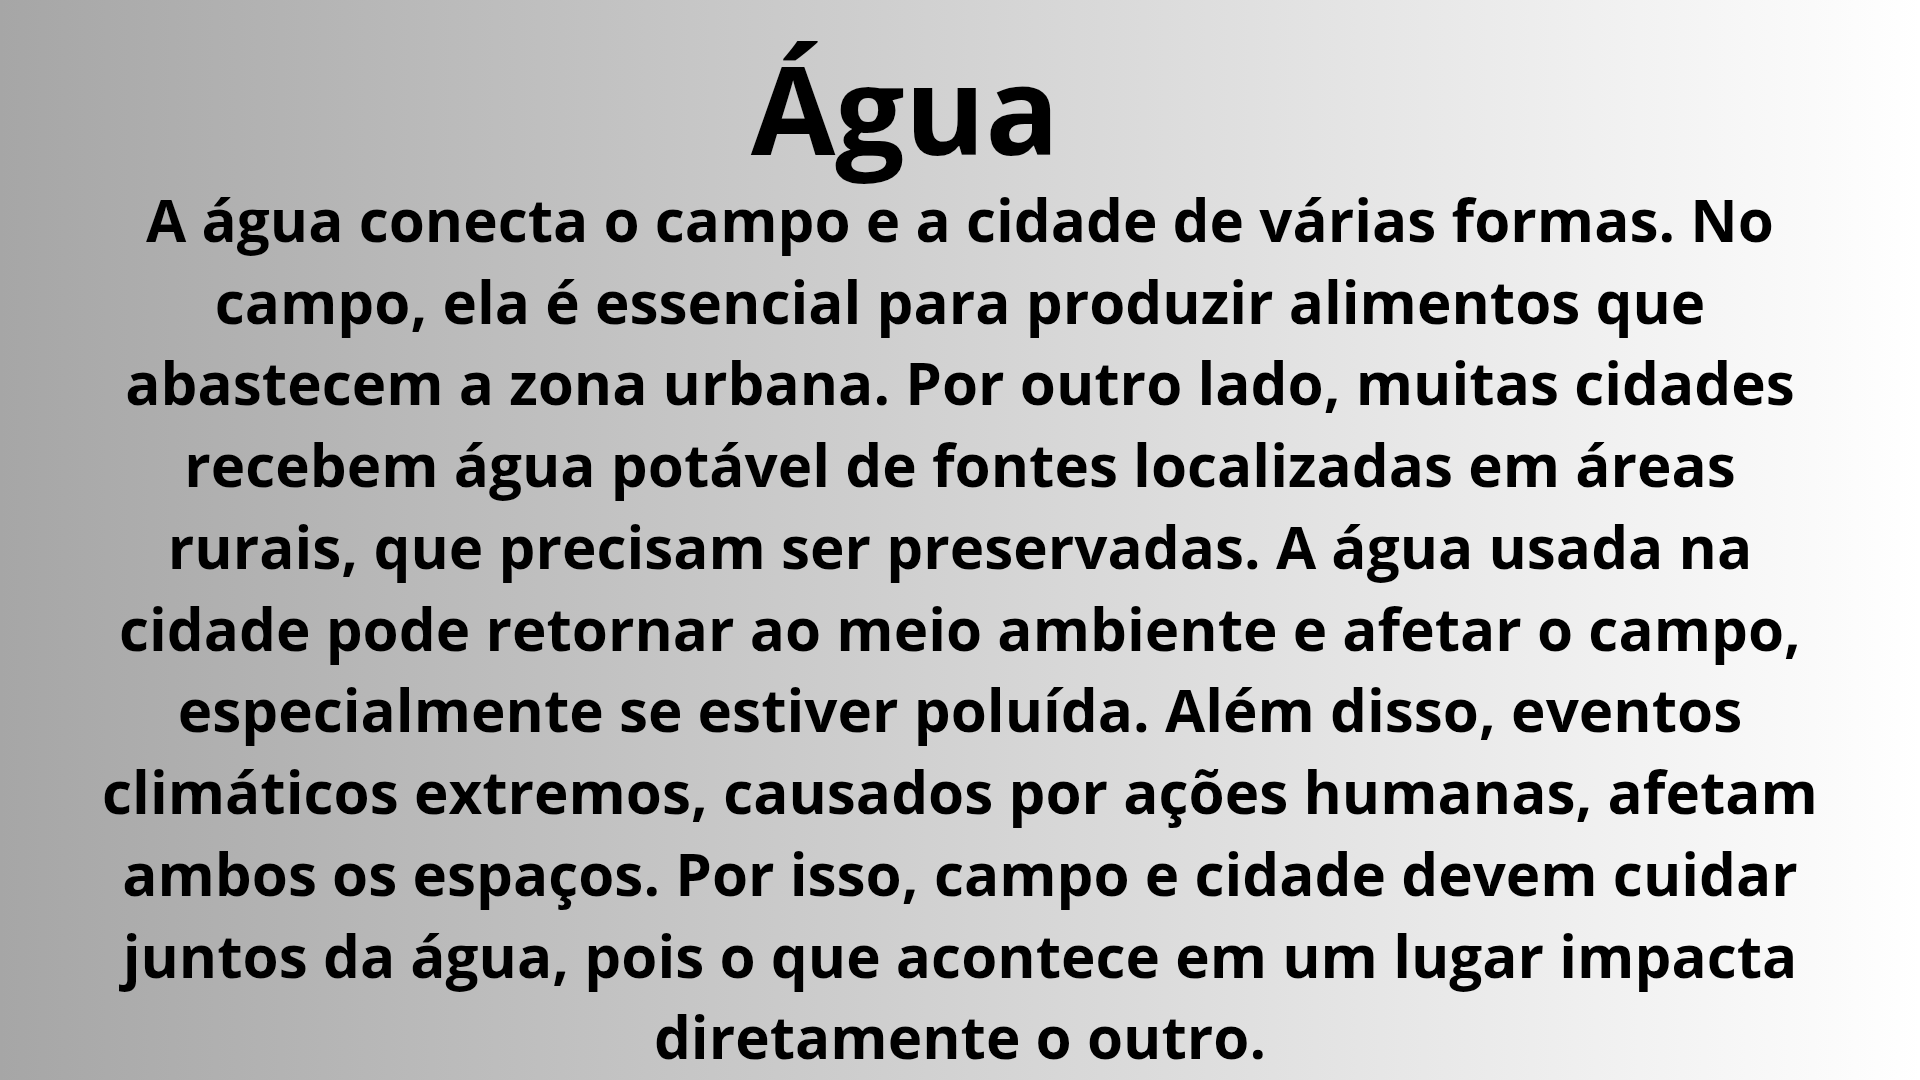 Água
A água conecta o campo e a cidade de várias formas. No
campo, ela é essencial para produzir alimentos que
abastecem a zona urbana. Por outro lado, muitas cidades
recebem água potável de fontes localizadas em áreas
rurais, que precisam ser preservadas. A água usada na
cidade pode retornar ao meio ambiente e afetar o campo,
especialmente se estiver poluída. Além disso, eventos
climáticos extremos, causados por ações humanas, afetam
ambos os espaços. Por isso, campo e cidade devem cuidar
juntos da água, pois o que acontece em um lugar impacta
diretamente o outro.